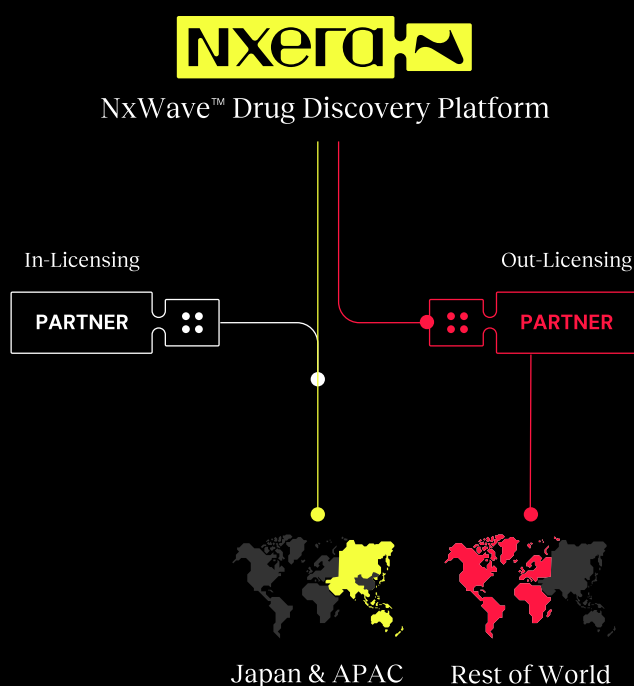 Nxera
NxWave™ Drug Discovery Platform
In-Licensing
Out-Licensing
PARTNER
PARTNER
Japan & APAC
Rest of World